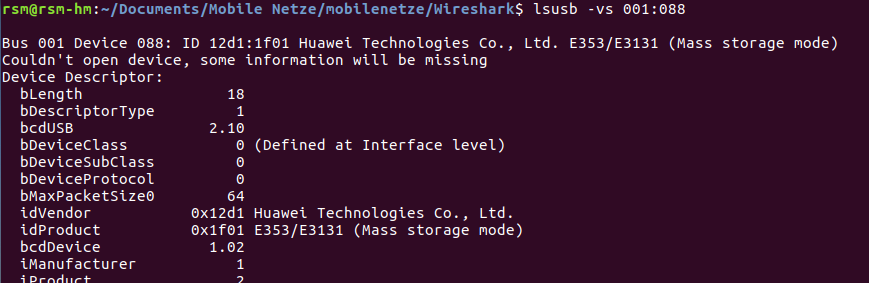 rsm@rsm-hm:~/Documents/Mobile Netze/mobilenetze/Wireshark$ lsusb -vs 001:088
Bus 001 Device 088: ID 12d1:1f01 Huawei Technologies Co., Ltd. E353/E3131 (Mass storage mode)
Couldn't open device, some information will be missing
Device Descriptor:
  bLength                18
  bDescriptorType         1
  bcdUSB               2.10
  bDeviceClass            0 (Defined at Interface level)
  bDeviceSubClass         0
  bDeviceProtocol         0
  bMaxPacketSize0        64
  idVendor           0x12d1 Huawei Technologies Co., Ltd.
  idProduct          0x1f01 E353/E3131 (Mass storage mode)
  bcdDevice            1.02
  iManufacturer           1
  iProduct                2